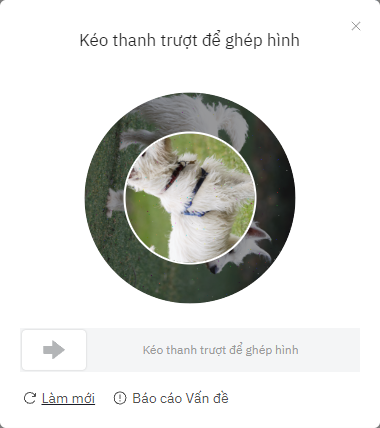 Kéo thanh trượt để ghép hình
Kéo thanh trượt để ghép hình
Làm mới
Báo cáo Vấn đề